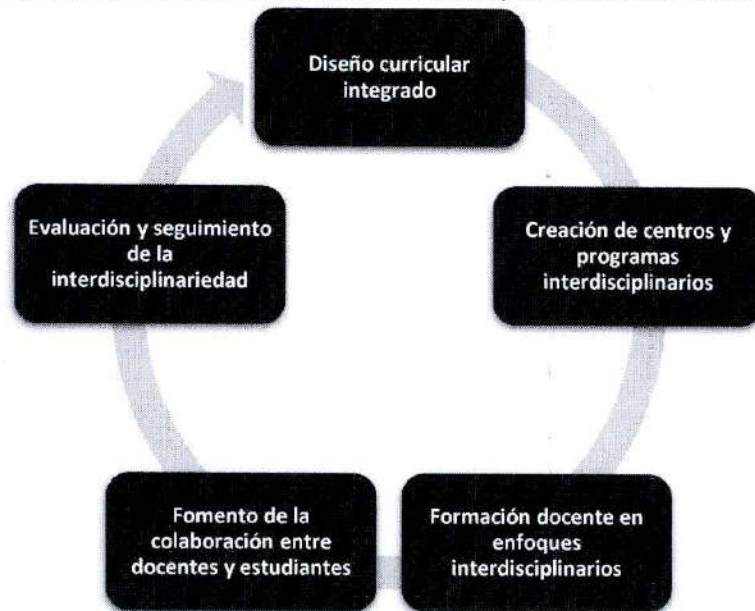 Diseño curricular
integrado
Creación de centros y
programas
interdisciplinarios
Formación docente en
enfoques
interdisciplinarios
Fomento de la
colaboración entre
docentes y estudiantes
Evaluación y seguimiento
de la
interdisciplinariedad